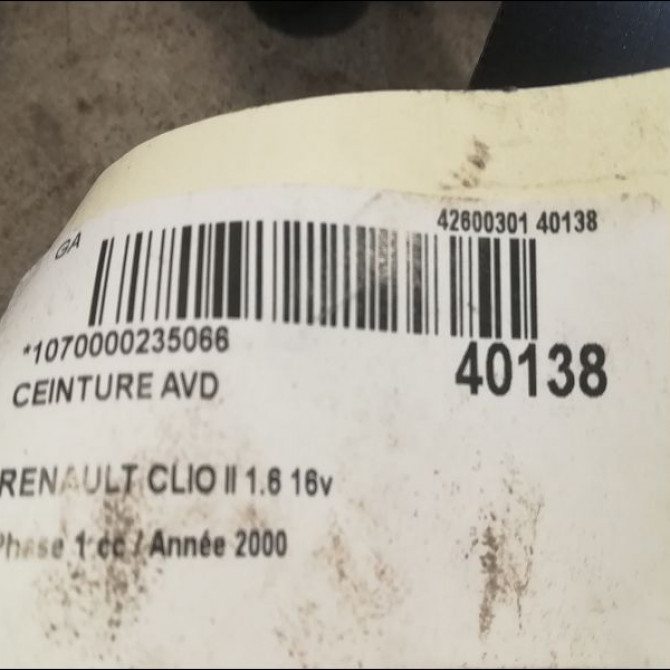 GA
42600301 40138
*1070000235066
40138
CEINTURE AVD
RENAULT CLIO II 1.6 16v
Phase 1 cc / Année 2000